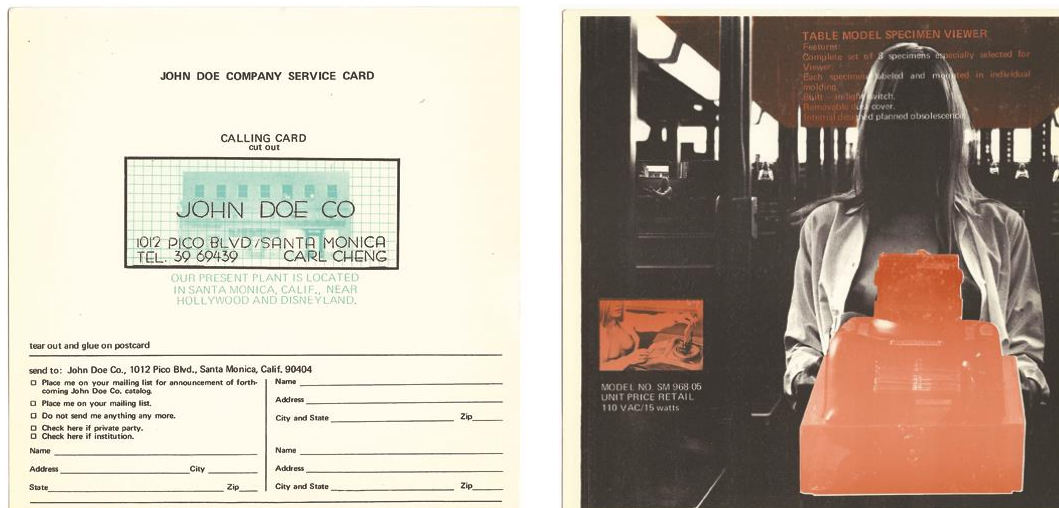 JOHN DOE COMPANY SERVICE CARD
CALLING CARD
cut out
JOHN DOE CO
1012 PICO BLVD/SANTA MONICA
TEL. 39 69439 CARL CHENG
OUR PRESENT PLANT IS LOCATED
IN SANTA MONICA, CALIF., NEAR
HOLLYWOOD AND DISNEYLAND.
tear out and glue on postcard
send to: John Doe Co., 1012 Pico Blvd., Santa Monica, Calif. 90404
Place me on your mailing list for announcement of forth-
coming John Doe Co. catalog.
Place me on your mailing list.
Do not send me anything any more.
Check here if private party.
Check here if institution.
Name
Address City
State Zip
Name
Address
City and State Zip
Name
Address
City and State Zip
TABLE MODEL SPECIMEN VIEWER
Features:
Complete set of 8 specimens especially selected for
Viewer.
Each specimen labeled and mounted in individual
molding.
Built - in light switch.
Removable dust cover.
Internal designed planned obsolescence
MODEL NO. SM 968-05
UNIT PRICE RETAIL
110 VAC/15 watts